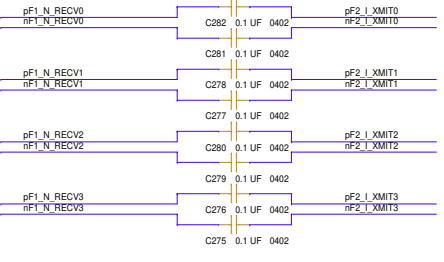 pF1_N_RECV0 pF2_I_XMIT0
nF1_N_RECV0 C282 0.1 UF 0402 nF2_I_XMIT0
C281 0.1 UF 0402
pF1_N_RECV1 pF2_I_XMIT1
nF1_N_RECV1 C278 0.1 UF 0402 nF2_I_XMIT1
C277 0.1 UF 0402
pF1_N_RECV2 pF2_I_XMIT2
nF1_N_RECV2 C280 0.1 UF 0402 nF2_I_XMIT2
C279 0.1 UF 0402
pF1_N_RECV3 pF2_I_XMIT3
nF1_N_RECV3 C276 0.1 UF 0402 nF2_I_XMIT3
C275 0.1 UF 0402